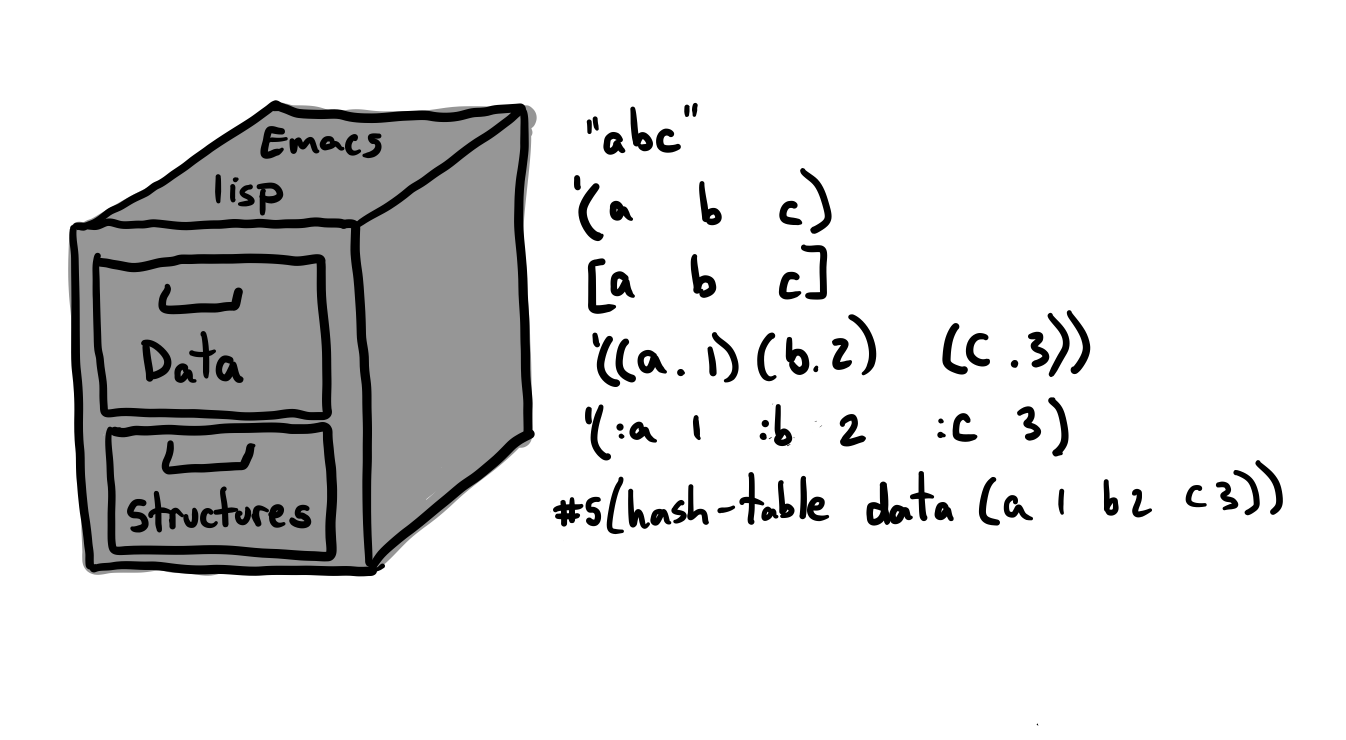 Emacs
lisp
Data
Structures
"abc"
'(a b c)
[a b c]
'((a . 1) (b . 2) (c . 3))
'(:a 1 :b 2 :c 3)
#s(hash-table data (a 1 b 2 c 3))